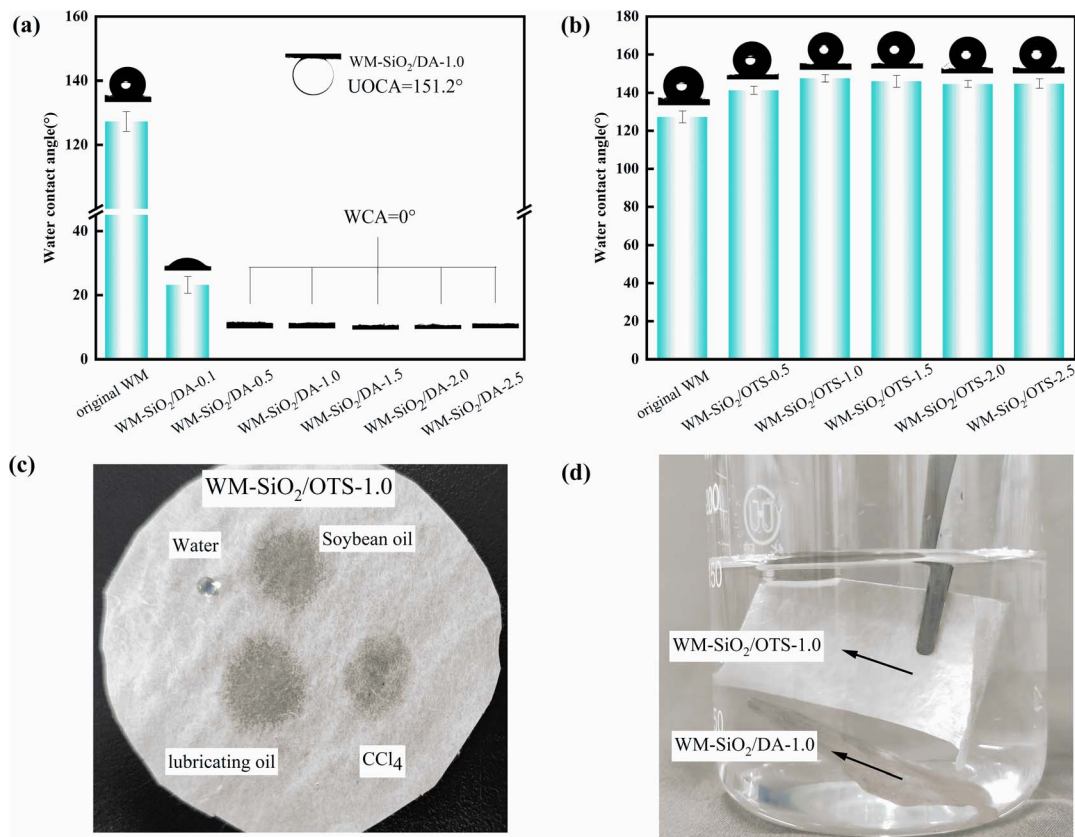 (a)
160
140
120
40
20
0
Water contact angle(°)
WM-SiO₂/DA-1.0
UOCA=151.2°
WCA=0°
original WM
WM-SiO₂/DA-0.1
WM-SiO₂/DA-0.5
WM-SiO₂/DA-1.0
WM-SiO₂/DA-1.5
WM-SiO₂/DA-2.0
WM-SiO₂/DA-2.5
(b)
180
160
140
120
100
80
60
40
20
0
Water contact angle(°)
original WM
WM-SiO₂/OTS-0.5
WM-SiO₂/OTS-1.0
WM-SiO₂/OTS-1.5
WM-SiO₂/OTS-2.0
WM-SiO₂/OTS-2.5
(c)
WM-SiO₂/OTS-1.0
Water
Soybean oil
lubricating oil
CCl₄
(d)
WM-SiO₂/OTS-1.0
WM-SiO₂/DA-1.0